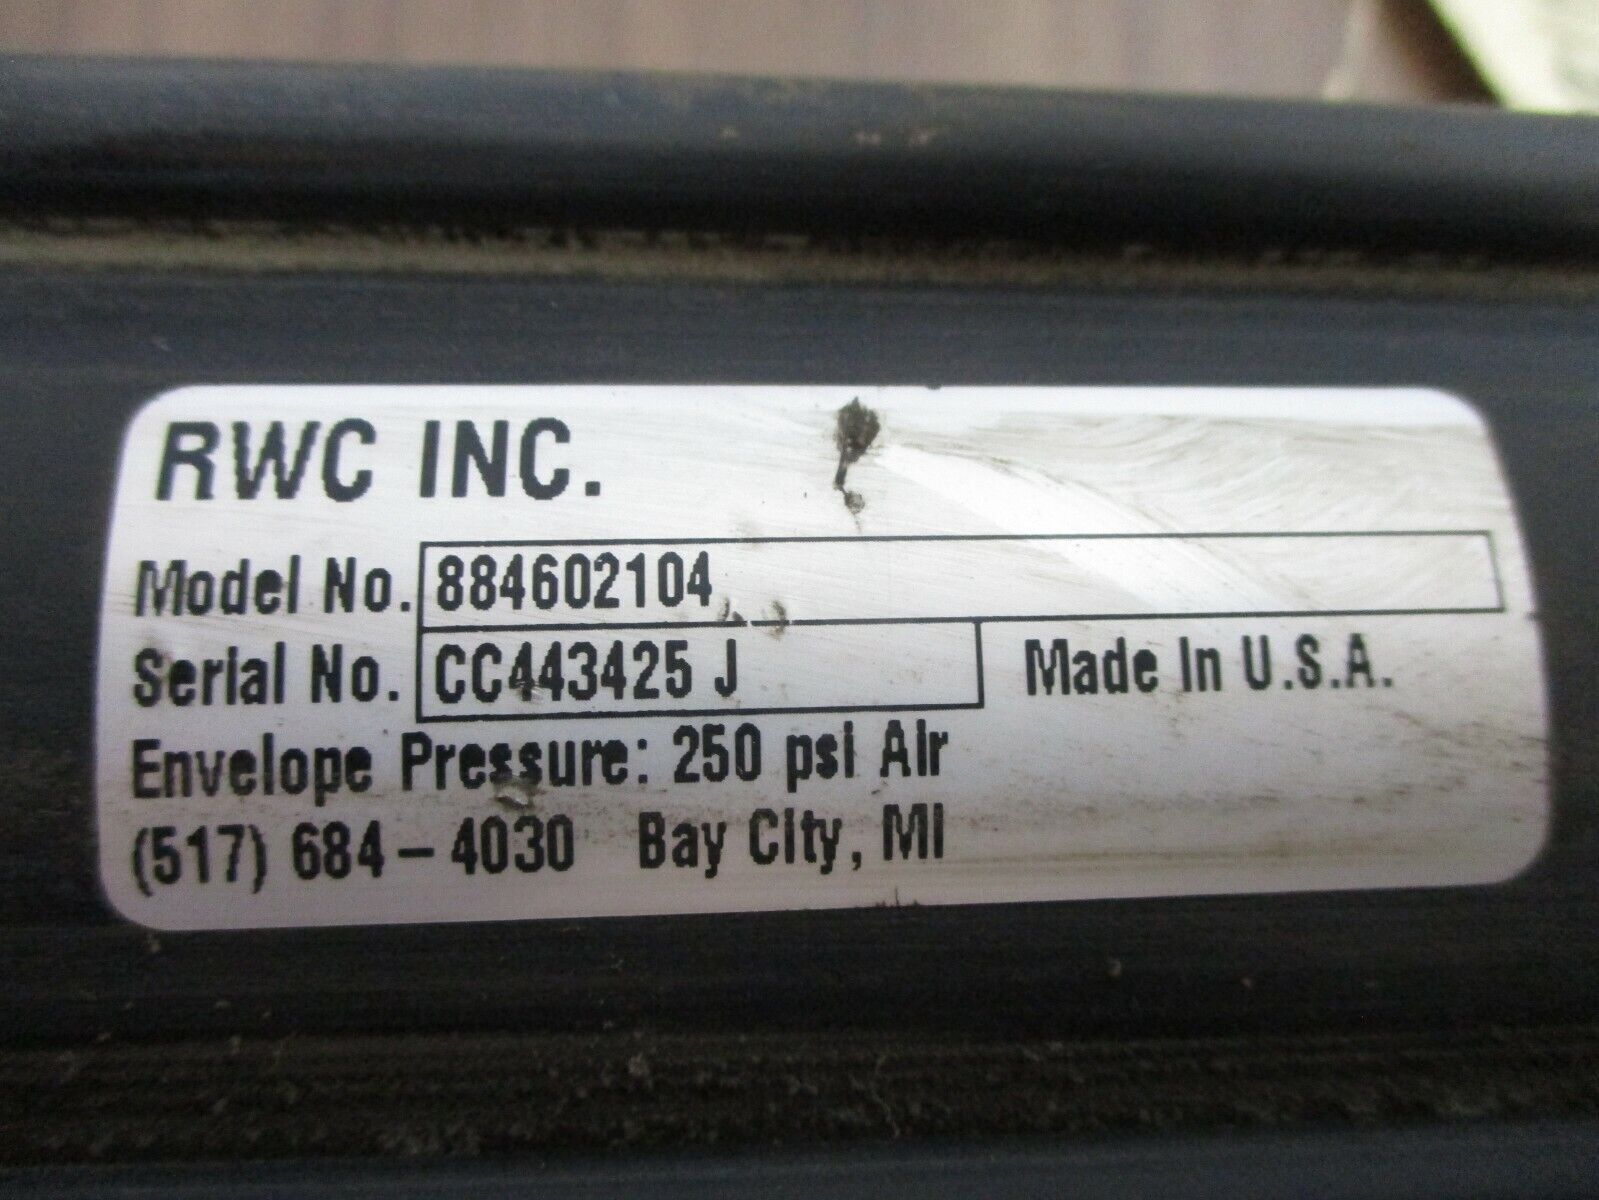 RWC INC.
Model No. 884602104
Serial No. CC443425 J Made In U.S.A.
Envelope Pressure: 250 psi Air
(517) 684-4030 Bay City, MI